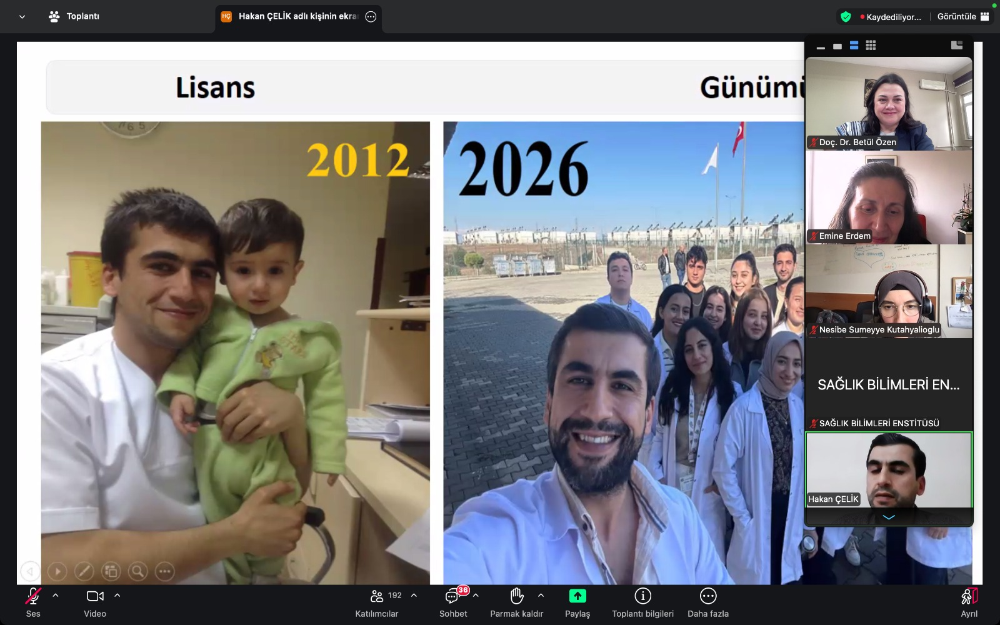 Toplantı
HÇ
Hakan ÇELİK adlı kişinin ekra
Kaydediliyor...
Görüntüle
Lisans
Günümü
2012
2026
Doç. Dr. Betül Özen
Emine Erdem
Nesibe Sumeyye Kutahyalioglu
SAĞLIK BİLİMLERİ EN...
SAĞLIK BİLİMLERİ ENSTİTÜSÜ
Hakan ÇELİK
Ses
Video
192
Katılımcılar
36
Sohbet
Parmak kaldır
Paylaş
Toplantı bilgileri
Daha fazla
Ayrıl